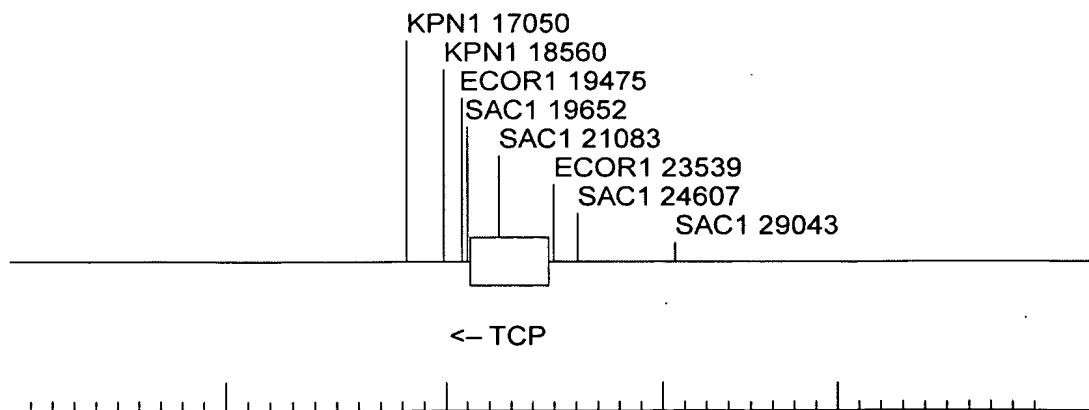 KPN1 17050
KPN1 18560
ECOR1 19475
SAC1 19652
SAC1 21083
ECOR1 23539
SAC1 24607
SAC1 29043
<– TCP